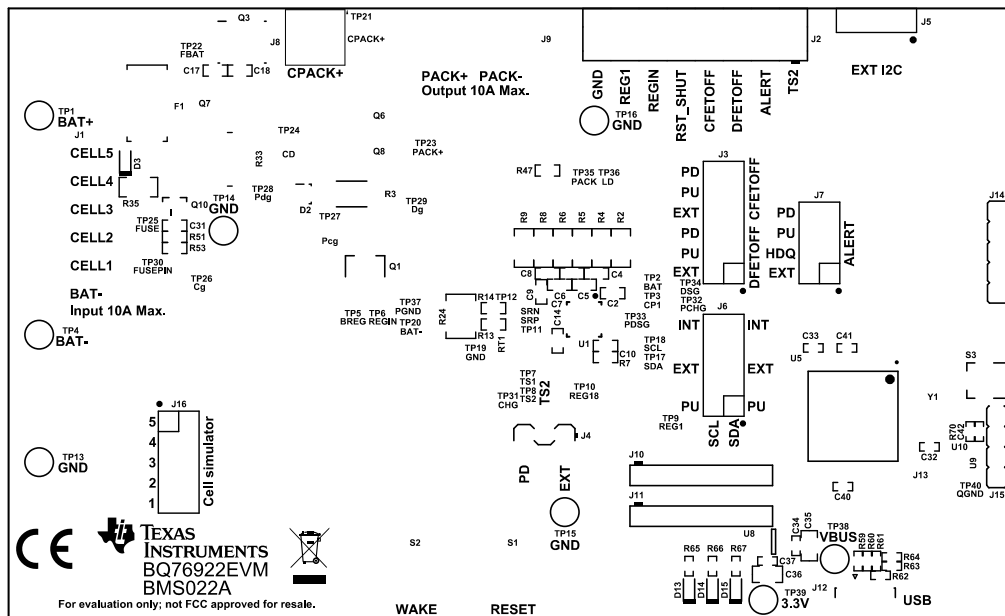 Q3
TP21
CPACK+
J8
CPACK+
J9
J2
J5
EXT I2C
TP22
FBAT
C17
C18
PACK+ PACK-
Output 10A Max.
GND
REG1
REGIN
RST_SHUT
CFETOFF
DFETOFF
ALERT
TS2
TP1
BAT+
F1
Q7
Q6
TP16
GND
J1
TP24
CD
R33
Q8
TP23
PACK+
CELL5
CELL4
CELL3
CELL2
CELL1
BAT-
Input 10A Max.
D3
R35
Q10
TP14
GND
TP28
Pdg
D2
TP27
R3
TP29
Dg
TP25
FUSE
C31
R51
R53
TP30
FUSEPIN
TP26
Cg
Pcg
Q1
R47
TP35 TP36
PACK LD
R9
R8
R6
R5
R4
R2
C8
C4
C6
C5
C9
C7
C2
TP2
BAT
TP3
CP1
J3
PD
PU
EXT
PD
PU
EXT
DFETOFF CFETOFF
TP34
DSG
TP32
PCHG
J7
PD
PU
HDQ
EXT
ALERT
J14
TP5 TP6
BREG REGIN
TP37
PGND
TP20
BAT-
R24
R14
TP12
R13
RT1
TP19
GND
SRN
SRP
TP11
C14
U1
TP33
PDSG
C10
R7
TP18
SCL
TP17
SDA
J6
INT
INT
EXT
EXT
PU
PU
SCL
SDA
TP9
REG1
TP4
BAT-
TP7
TS1
TP8
TS2
TS2
TP31
CHG
TP10
REG18
J4
PD
EXT
U5
C33
C41
S3
Y1
R70
C42
U10
U9
C32
J13
C40
TP40
QGND
J15
J16
5
4
3
2
1
Cell simulator
TP13
GND
J10
J11
TP15
GND
S2
S1
WAKE
RESET
U8
C34
C35
TP38
VBUS
R59
R60
R61
R64
R63
R62
C37
C36
R65
R66
R67
D13
D14
D15
TP39
3.3V
J12
USB
CE
TEXAS
INSTRUMENTS
BQ76922EVM
BMS022A
For evaluation only; not FCC approved for resale.